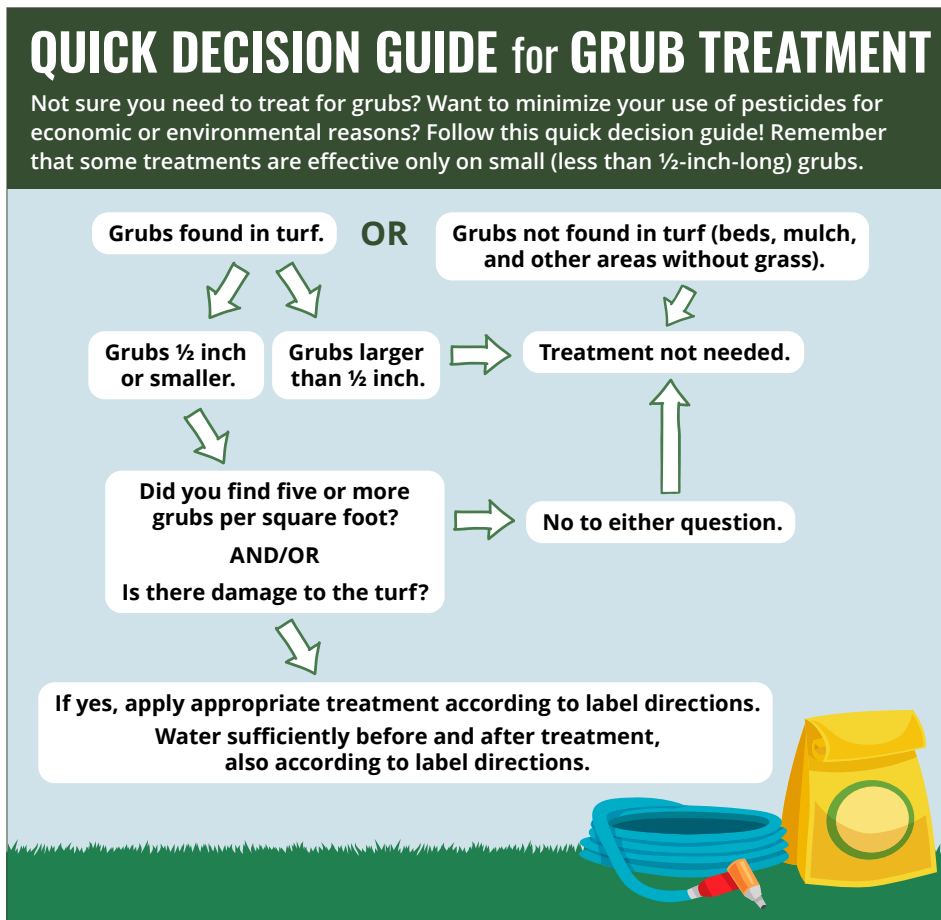 QUICK DECISION GUIDE for GRUB TREATMENT
Not sure you need to treat for grubs? Want to minimize your use of pesticides for
economic or environmental reasons? Follow this quick decision guide! Remember
that some treatments are effective only on small (less than ½-inch-long) grubs.
Grubs found in turf.
OR
Grubs not found in turf (beds, mulch,
and other areas without grass).
Grubs ½ inch
or smaller.
Grubs larger
than ½ inch.
Treatment not needed.
Did you find five or more
grubs per square foot?
AND/OR
Is there damage to the turf?
No to either question.
If yes, apply appropriate treatment according to label directions.
Water sufficiently before and after treatment,
also according to label directions.